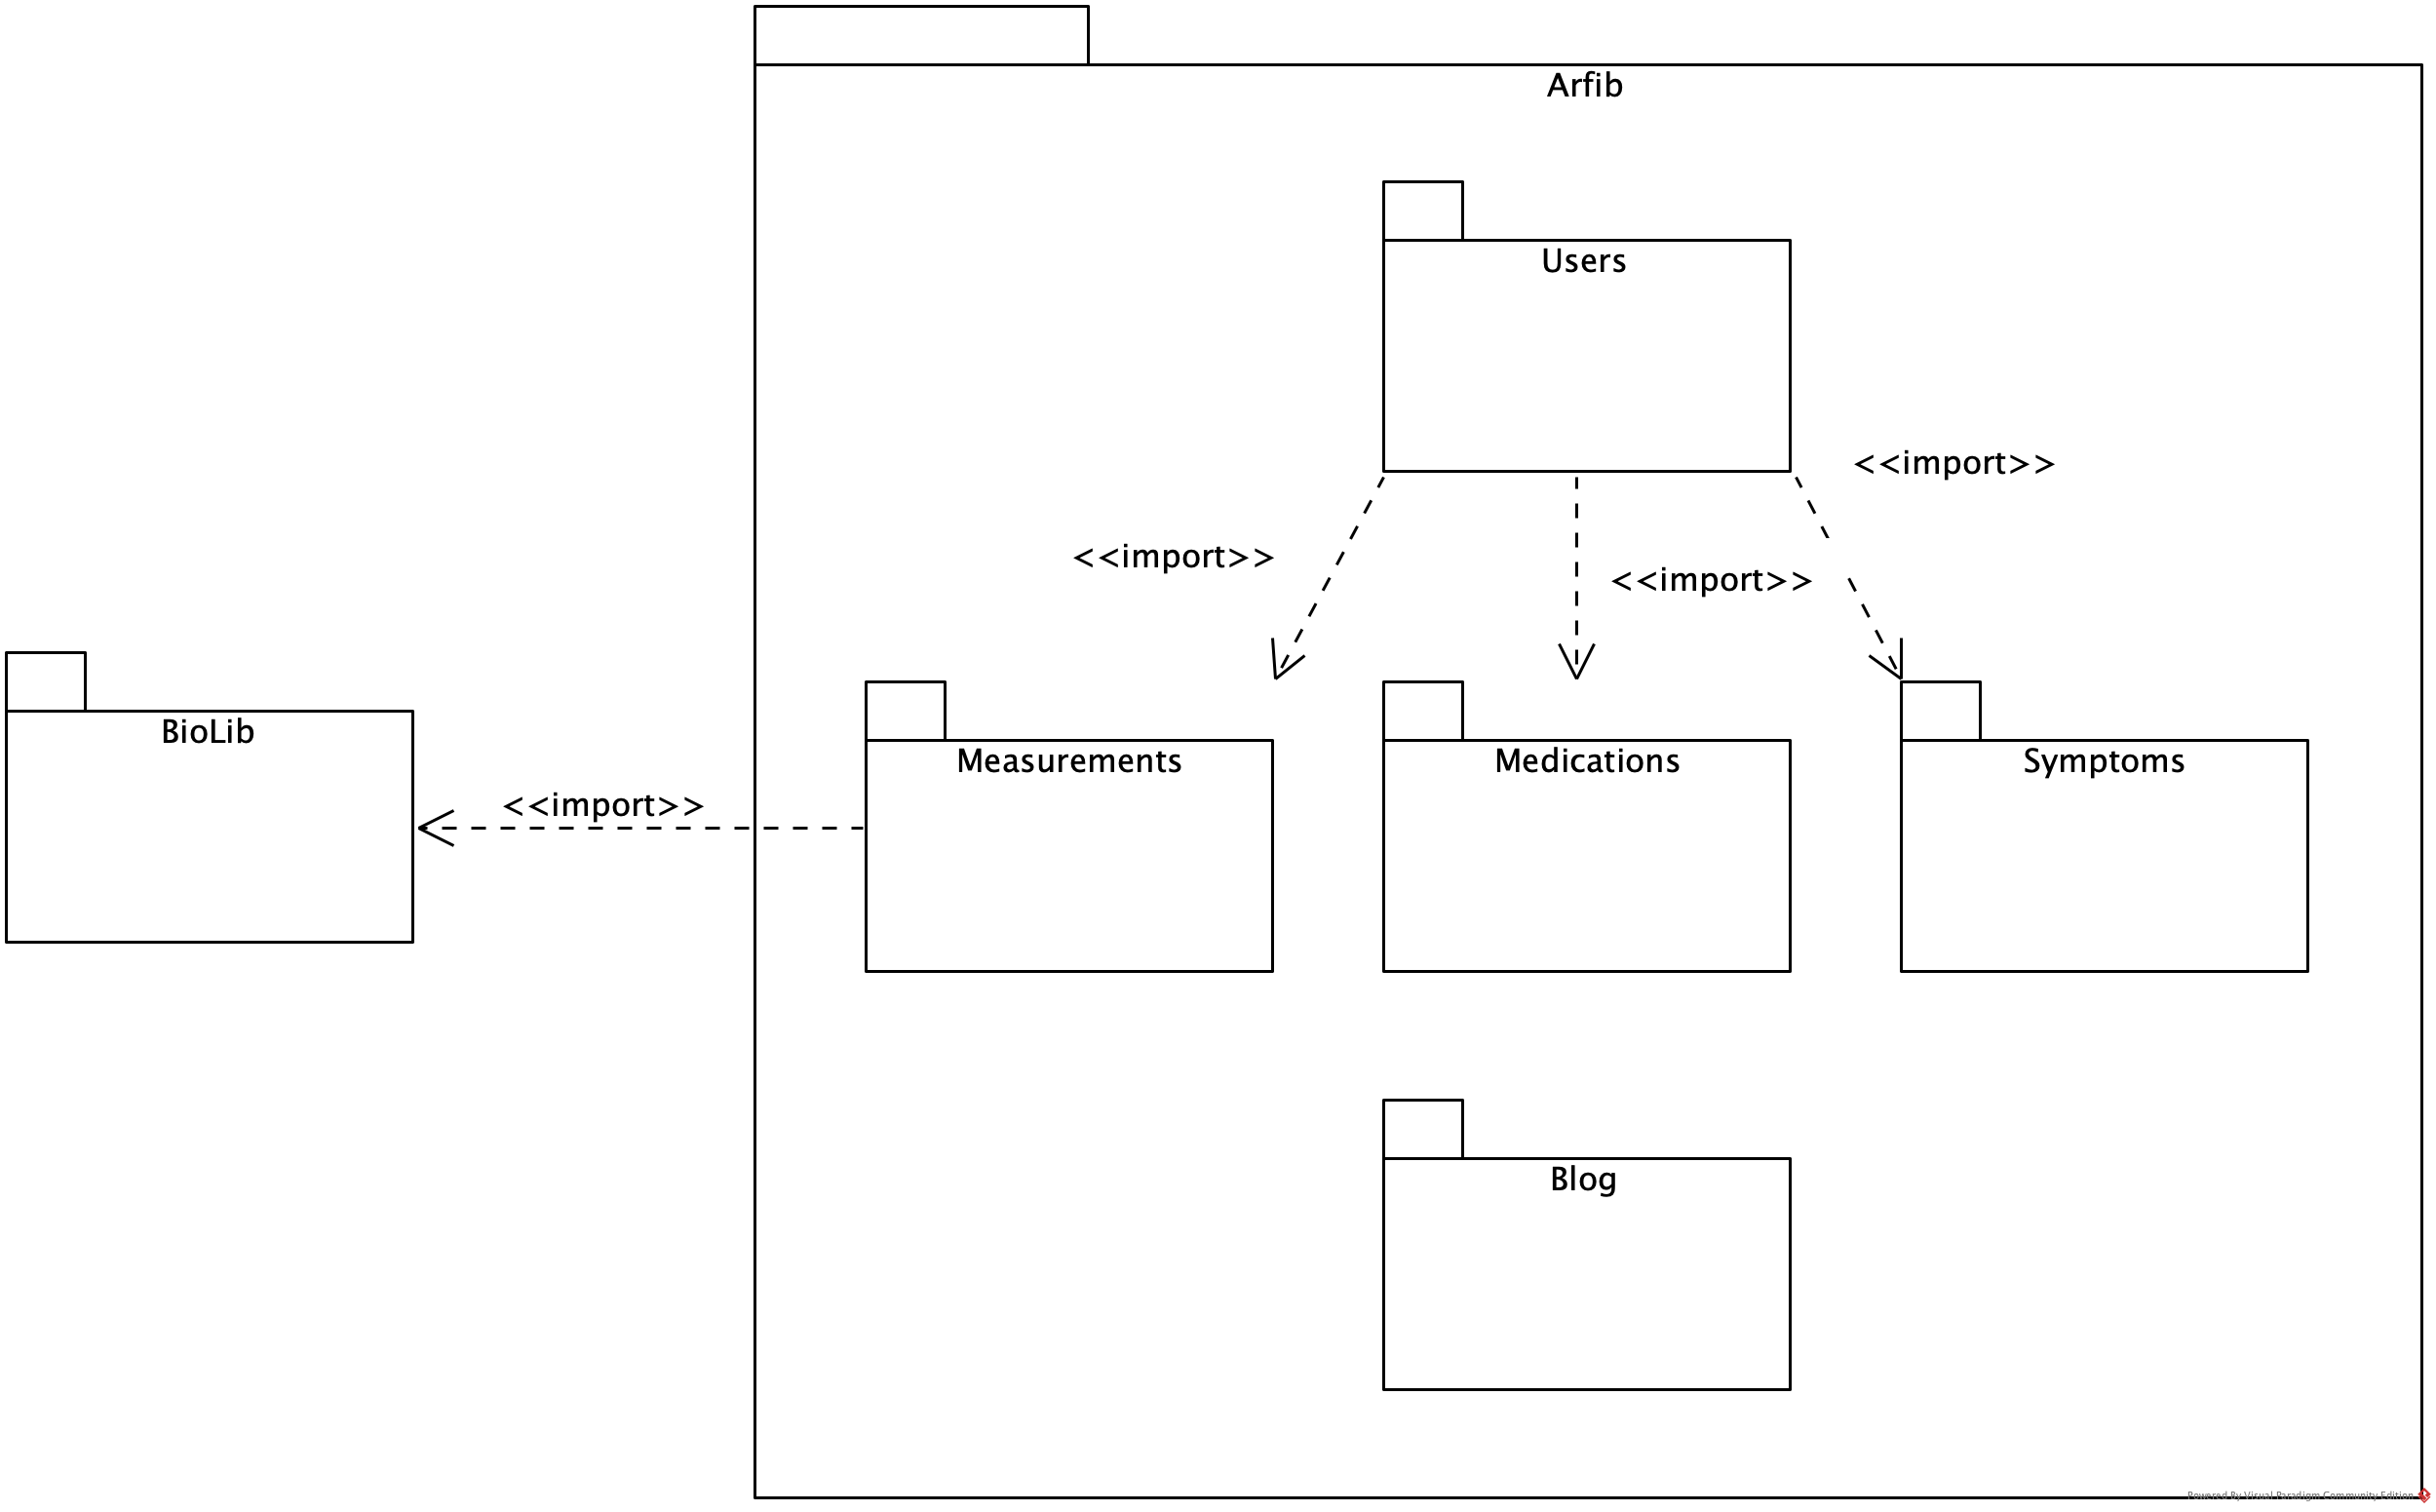 Arfib
Users
<<import>>
<<import>>
<<import>>
BioLib
Measurements
Medications
Symptoms
<<import>>
Blog
Powered By Visual Paradigm Community Edition